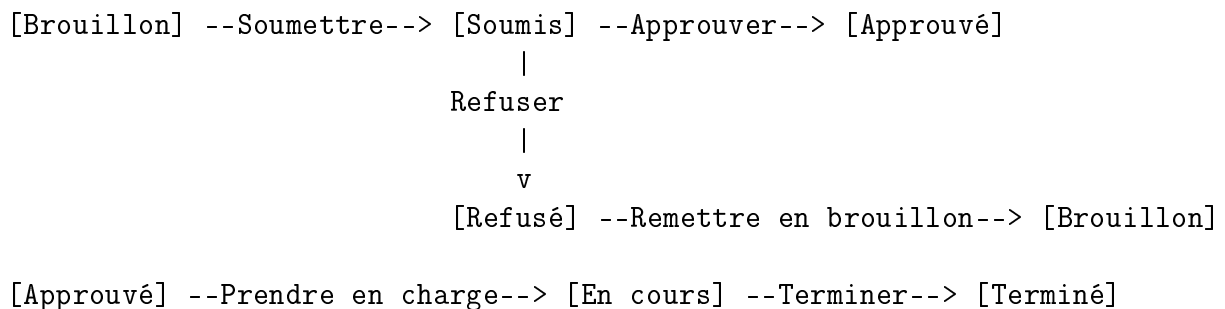 [Brouillon] --Soumettre--> [Soumis] --Approuver--> [Approuvé]
|
Refuser
|
v
[Refusé] --Remettre en brouillon--> [Brouillon]
[Approuvé] --Prendre en charge--> [En cours] --Terminer--> [Terminé]